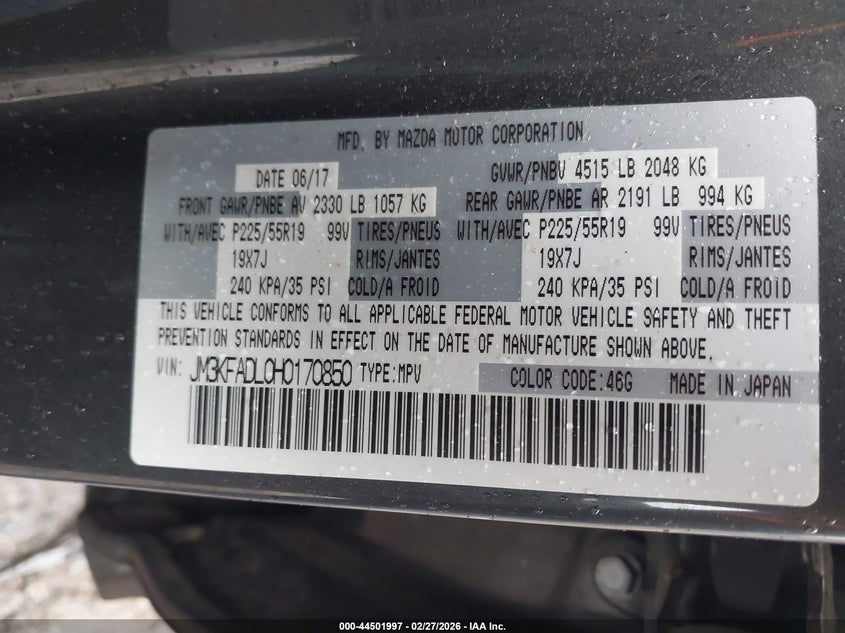 MFD. BY MAZDA MOTOR CORPORATION
DATE 06/17 GVWR/PNBV 4515 LB 2048 KG
FRONT GAWR/PNBE AV 2330 LB 1057 KG REAR GAWR/PNBE AR 2191 LB 994 KG
WITH/AVEC P225/55R19 99V TIRES/PNEUS WITH/AVEC P225/55R19 99V TIRES/PNEUS
19X7J RIMS/JANTES 19X7J RIMS/JANTES
240 KPA/35 PSI COLD/A FROID 240 KPA/35 PSI COLD/A FROID
THIS VEHICLE CONFORMS TO ALL APPLICABLE FEDERAL MOTOR VEHICLE SAFETY AND THEFT
PREVENTION STANDARDS IN EFFECT ON THE DATE OF MANUFACTURE SHOWN ABOVE.
VIN: JM3KFADL0H0170850 TYPE:MPV COLOR CODE:46G MADE IN JAPAN
000-44501997 - 02/27/2026 - IAA Inc.